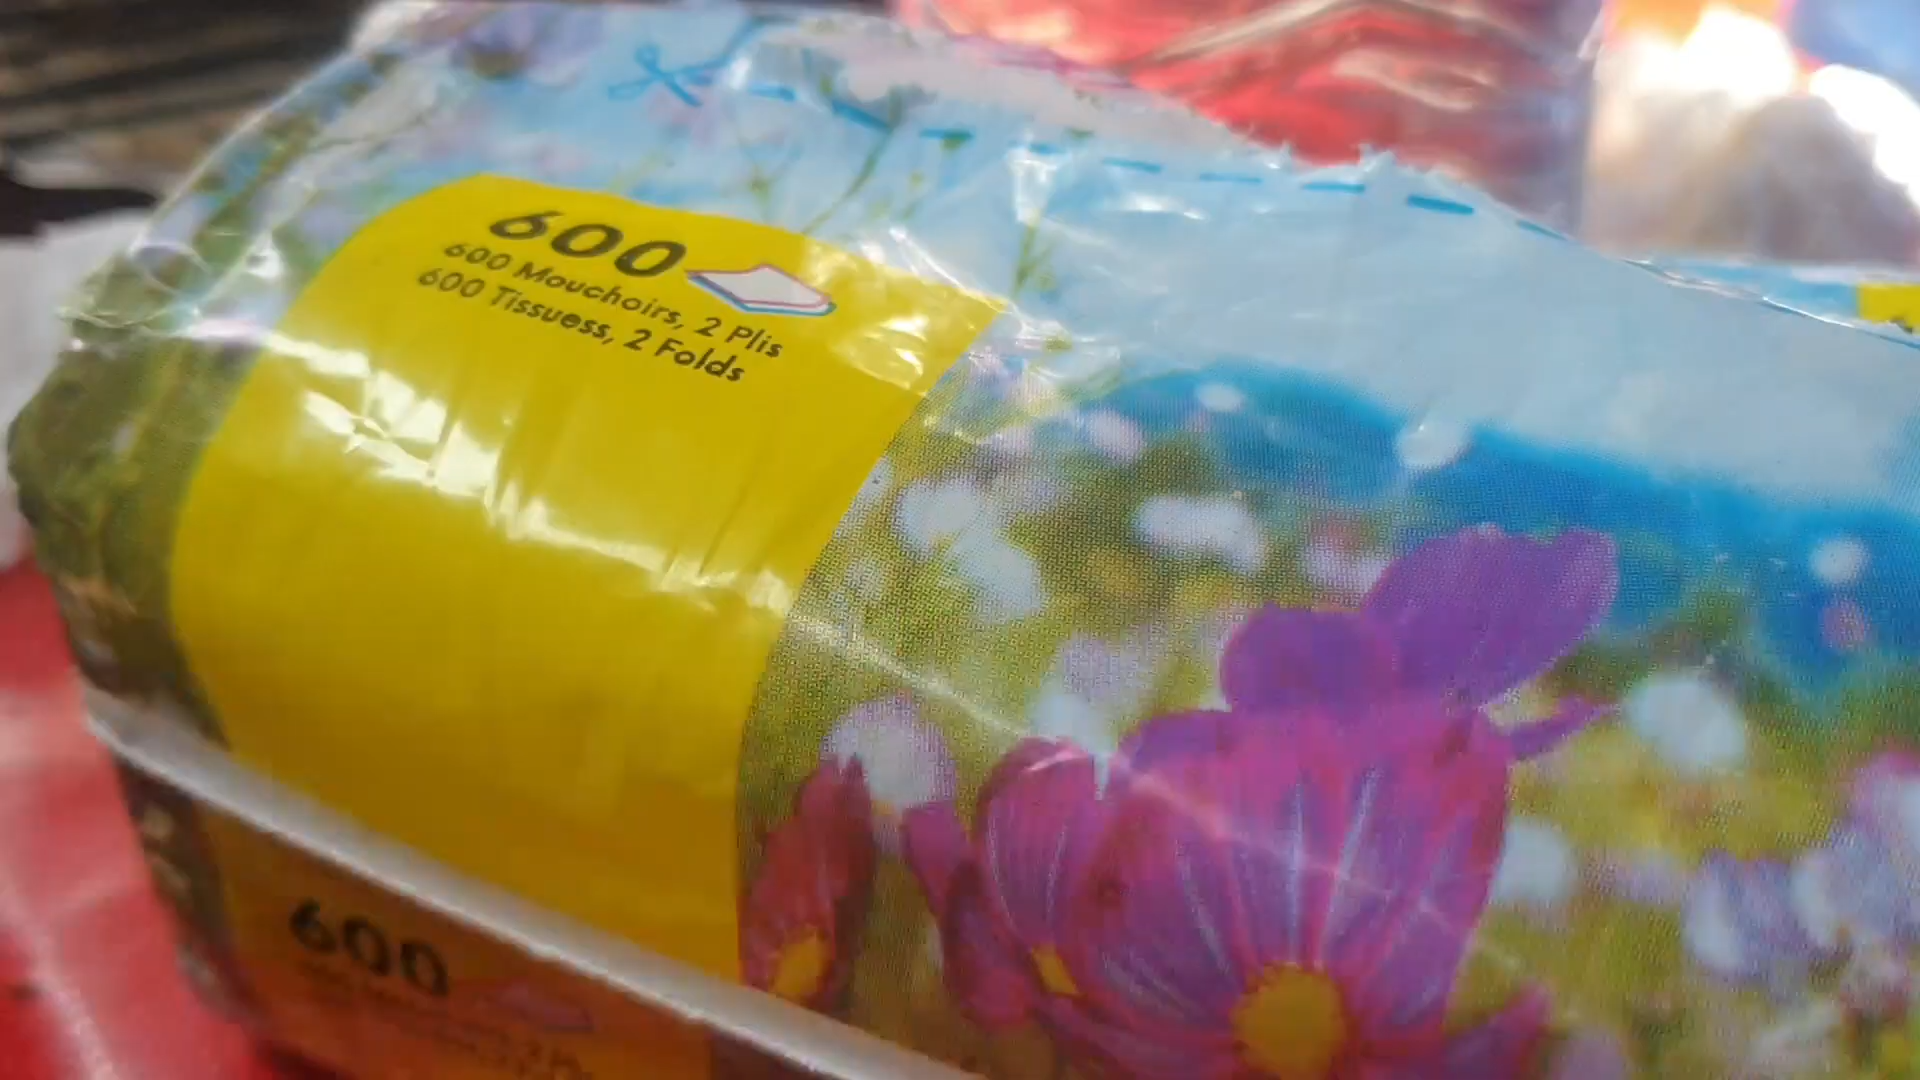 600
600 Mouchoirs, 2 Plis
600 Tissuess, 2 Folds
600